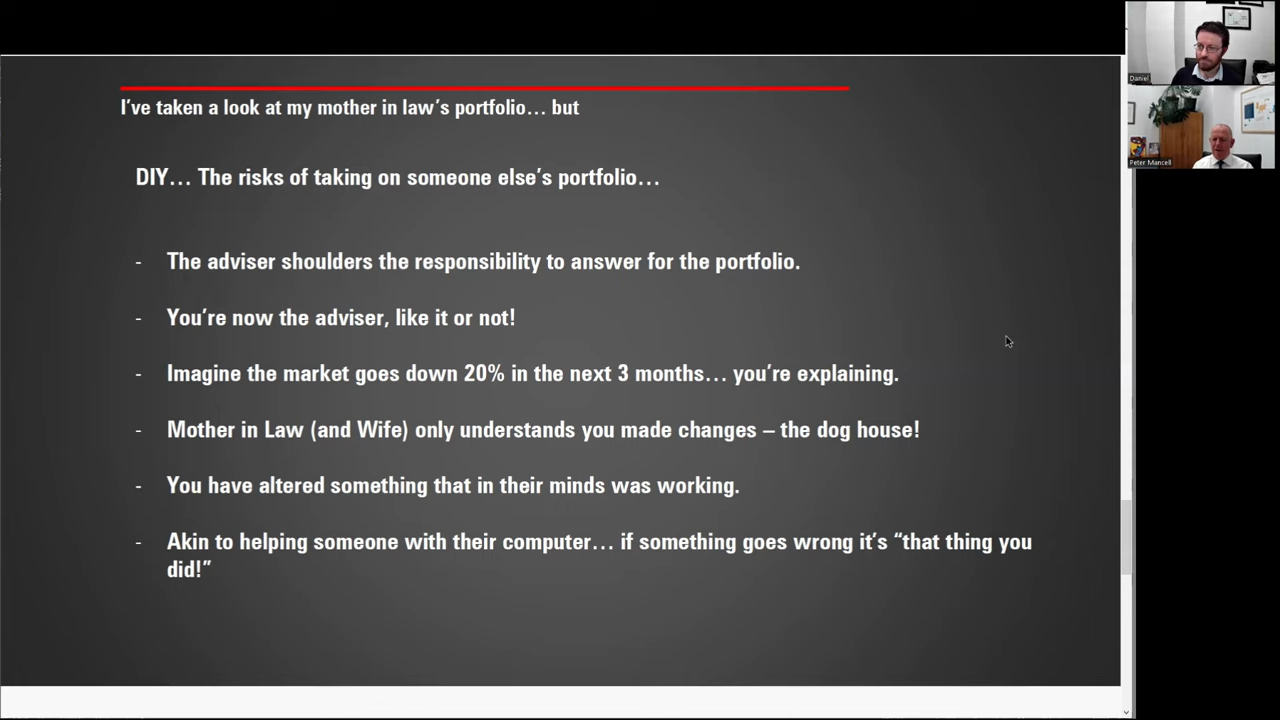 I've taken a look at my mother in law's portfolio… but
DIY… The risks of taking on someone else's portfolio…
- The adviser shoulders the responsibility to answer for the portfolio.
- You're now the adviser, like it or not!
- Imagine the market goes down 20% in the next 3 months… you're explaining.
- Mother in Law (and Wife) only understands you made changes – the dog house!
- You have altered something that in their minds was working.
- Akin to helping someone with their computer… if something goes wrong it's “that thing you
did!”
Daniel
Peter Mancell